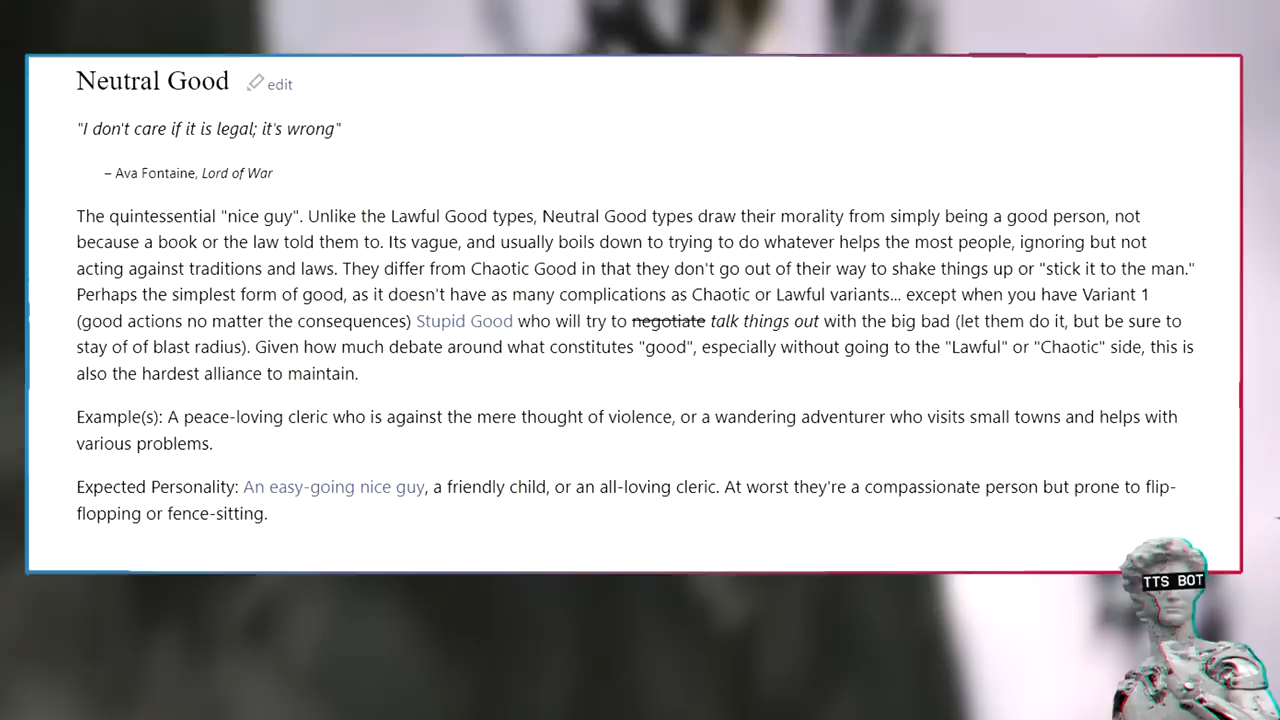 Neutral Good edit
"I don't care if it is legal; it's wrong"
– Ava Fontaine, Lord of War
The quintessential "nice guy". Unlike the Lawful Good types, Neutral Good types draw their morality from simply being a good person, not
because a book or the law told them to. Its vague, and usually boils down to trying to do whatever helps the most people, ignoring but not
acting against traditions and laws. They differ from Chaotic Good in that they don't go out of their way to shake things up or "stick it to the man."
Perhaps the simplest form of good, as it doesn't have as many complications as Chaotic or Lawful variants... except when you have Variant 1
(good actions no matter the consequences) Stupid Good who will try to negotiate talk things out with the big bad (let them do it, but be sure to
stay of of blast radius). Given how much debate around what constitutes "good", especially without going to the "Lawful" or "Chaotic" side, this is
also the hardest alliance to maintain.
Example(s): A peace-loving cleric who is against the mere thought of violence, or a wandering adventurer who visits small towns and helps with
various problems.
Expected Personality: An easy-going nice guy, a friendly child, or an all-loving cleric. At worst they're a compassionate person but prone to flip-
flopping or fence-sitting.
TTS BOT